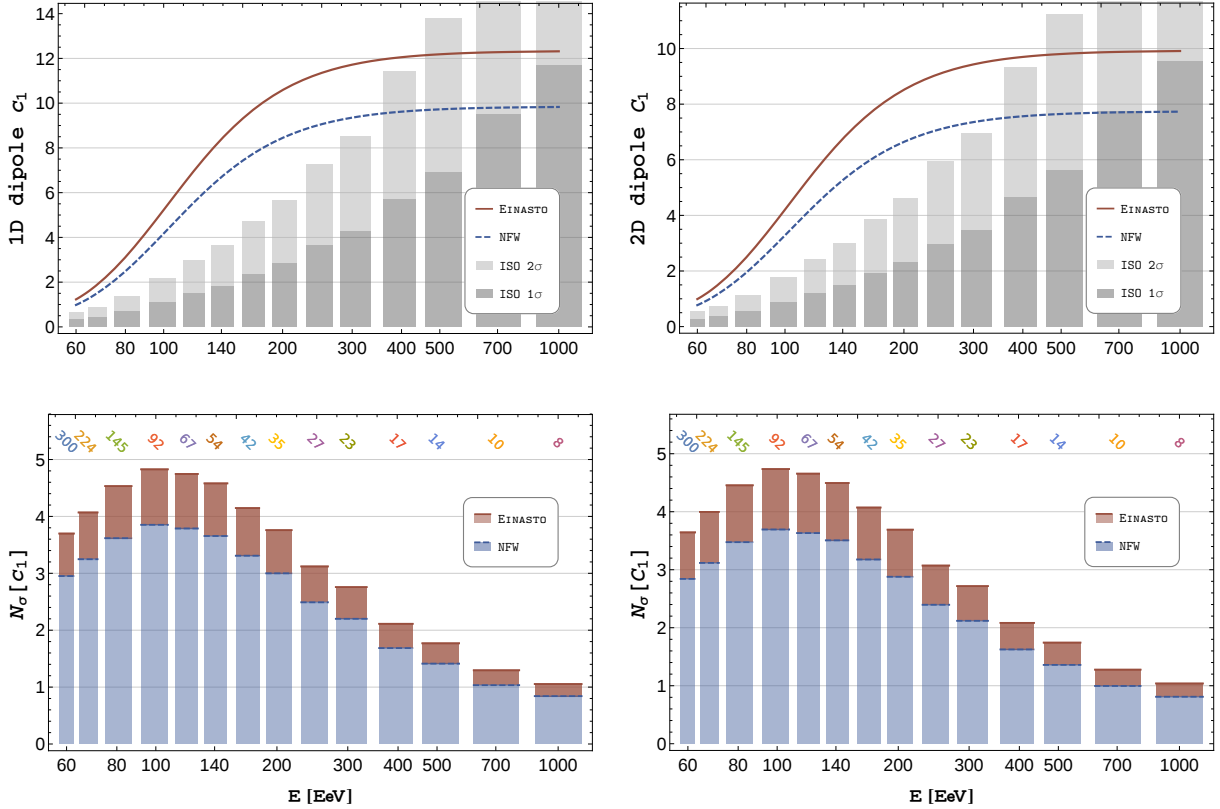 1D dipole c₁
14
12
10
8
6
4
2
0
EINASTO
NFW
ISO 2σ
ISO 1σ
60 80 100 140 200 300 400 500 700 1000
2D dipole C₁
10
8
6
4
2
0
EINASTO
NFW
ISO 2σ
ISO 1σ
60 80 100 140 200 300 400 500 700 1000
Nσ [c₁]
300 224 145 92 67 54 42 35 27 23 17 14 10 8
5
4
3
2
1
0
EINASTO
NFW
60 80 100 140 200 300 400 500 700 1000
E [EeV]
Nσ [C₁]
300 224 145 92 67 54 42 35 27 23 17 14 10 8
5
4
3
2
1
0
EINASTO
NFW
60 80 100 140 200 300 400 500 700 1000
E [EeV]